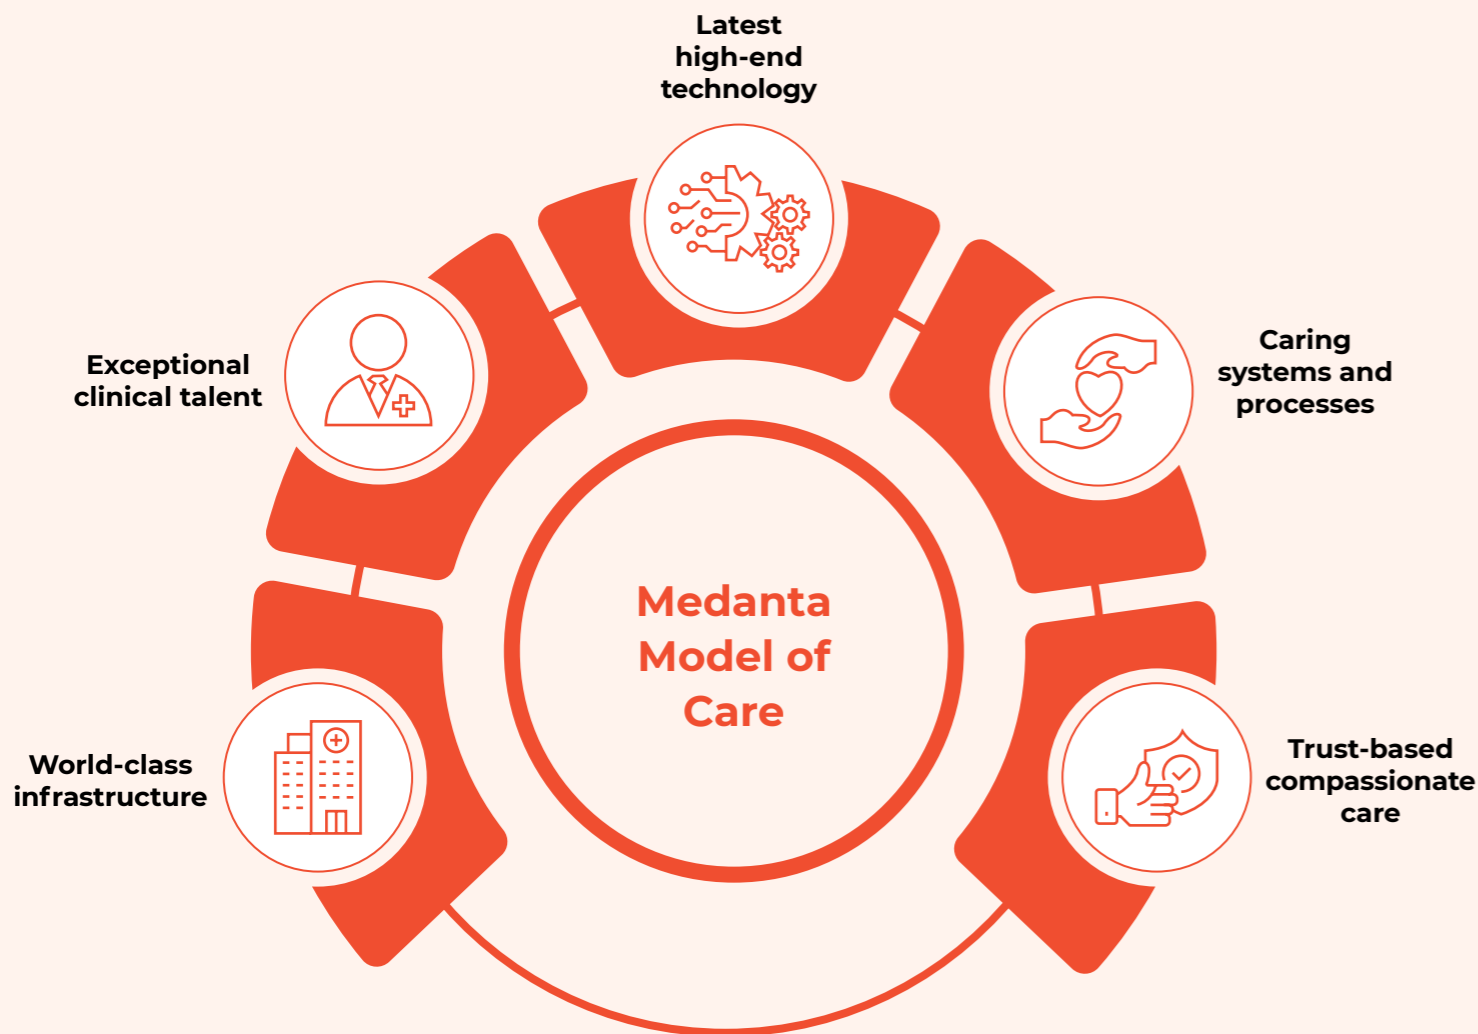 Latest
high-end
technology
Exceptional
clinical talent
Caring
systems and
processes
Medanta
Model of
Care
World-class
infrastructure
Trust-based
compassionate
care